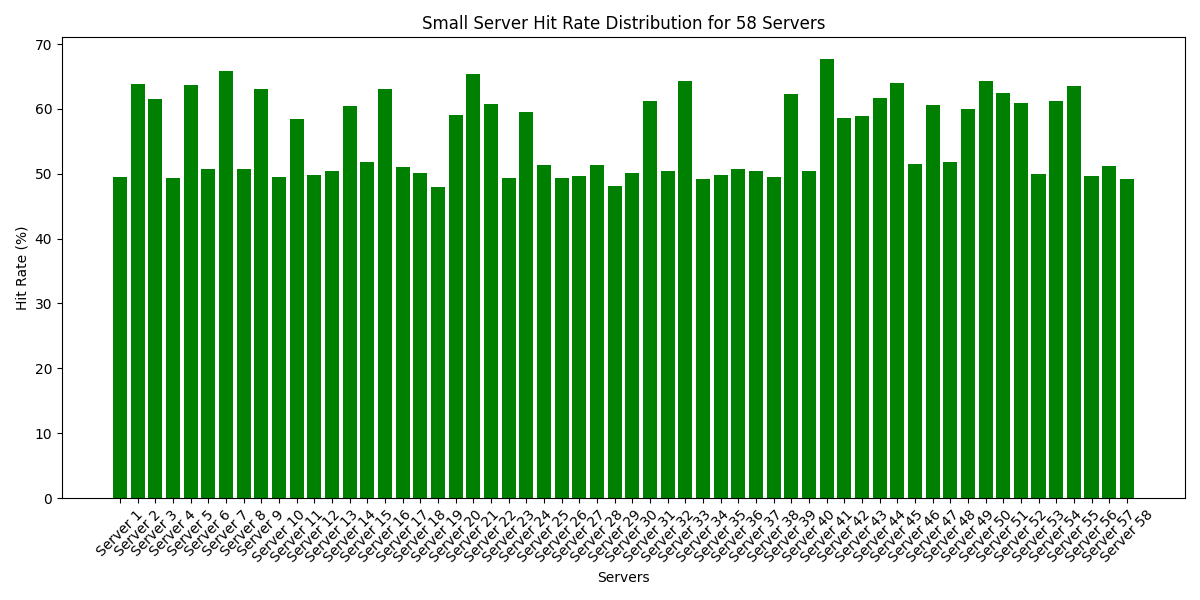 Small Server Hit Rate Distribution for 58 Servers
70
60
50
40
30
20
10
0
Hit Rate (%)
Server 1
Server 2
Server 3
Server 4
Server 5
Server 6
Server 7
Server 8
Server 9
Server 10
Server 11
Server 12
Server 13
Server 14
Server 15
Server 16
Server 17
Server 18
Server 19
Server 20
Server 21
Server 22
Server 23
Server 24
Server 25
Server 26
Server 27
Server 28
Server 29
Server 30
Server 31
Server 32
Server 33
Server 34
Server 35
Server 36
Server 37
Server 38
Server 39
Server 40
Server 41
Server 42
Server 43
Server 44
Server 45
Server 46
Server 47
Server 48
Server 49
Server 50
Server 51
Server 52
Server 53
Server 54
Server 55
Server 56
Server 57
Server 58
Servers